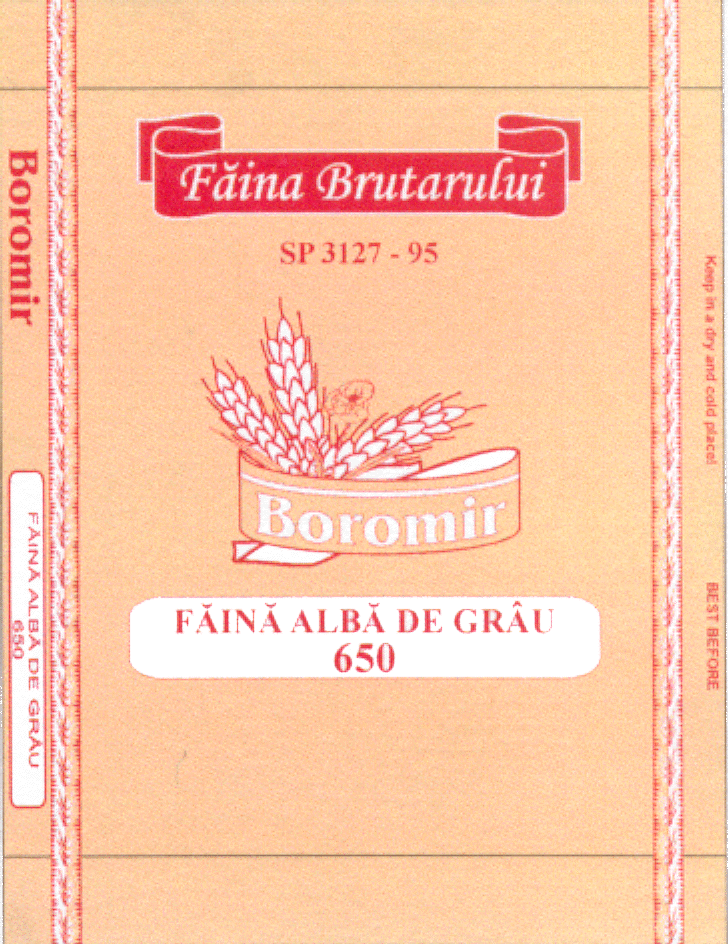 Făina Brutarului
SP 3127 - 95
Boromir
FĂINĂ ALBĂ DE GRÂU
650
Boromir
FĂINĂ ALBĂ DE GRÂU
650
Keep in a dry and cold place!
BEST BEFORE